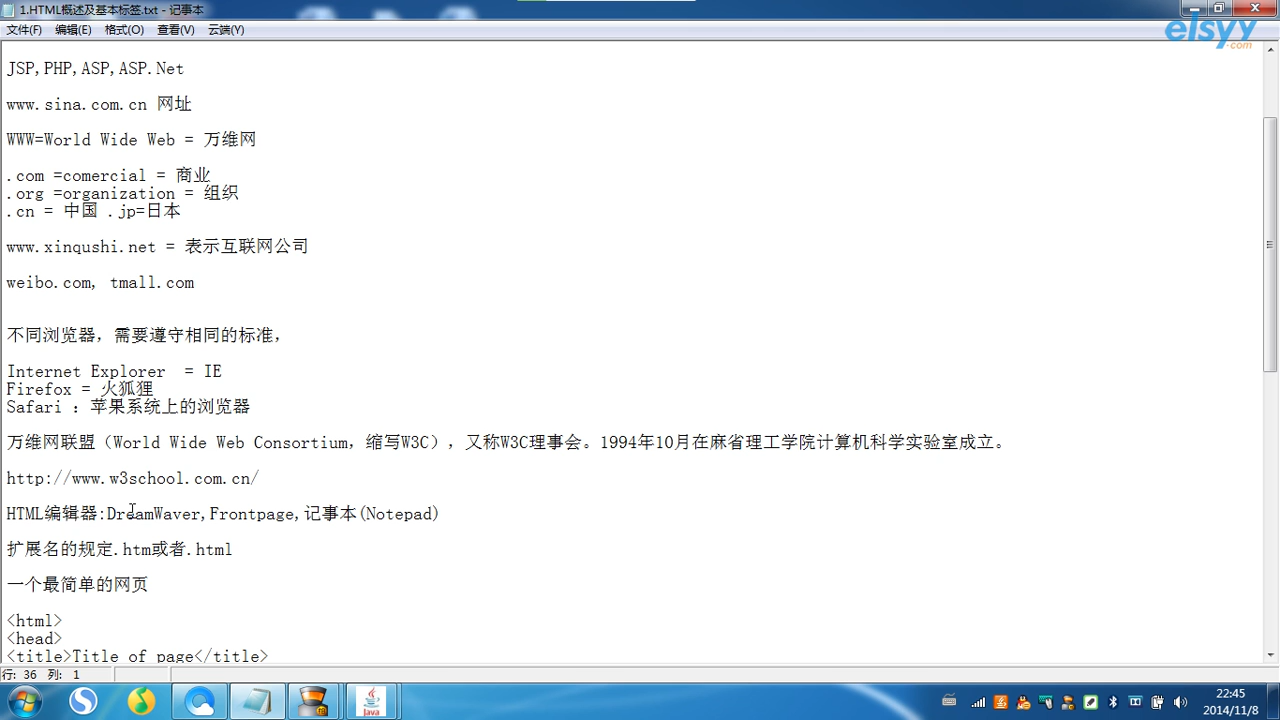 1.HTML概述及基本标签.txt - 记事本
文件(F) 编辑(E) 格式(O) 查看(V) 云端(Y)
elsyy
.com
JSP,PHP,ASP,ASP.Net
www.sina.com.cn 网址
WWW=World Wide Web = 万维网
.com =comercial = 商业
.org =organization = 组织
.cn = 中国 .jp=日本
www.xinqushi.net = 表示互联网公司
weibo.com, tmall.com
不同浏览器，需要遵守相同的标准，
Internet Explorer  = IE
Firefox = 火狐狸
Safari ：苹果系统上的浏览器
万维网联盟（World Wide Web Consortium，缩写W3C），又称W3C理事会。1994年10月在麻省理工学院计算机科学实验室成立。
http://www.w3school.com.cn/
HTML编辑器:DreamWaver,Frontpage,记事本(Notepad)
扩展名的规定.htm或者.html
一个最简单的网页
<html>
<head>
<title>Title of page</title>
行: 36 列: 1
Java
22:45
2014/11/8